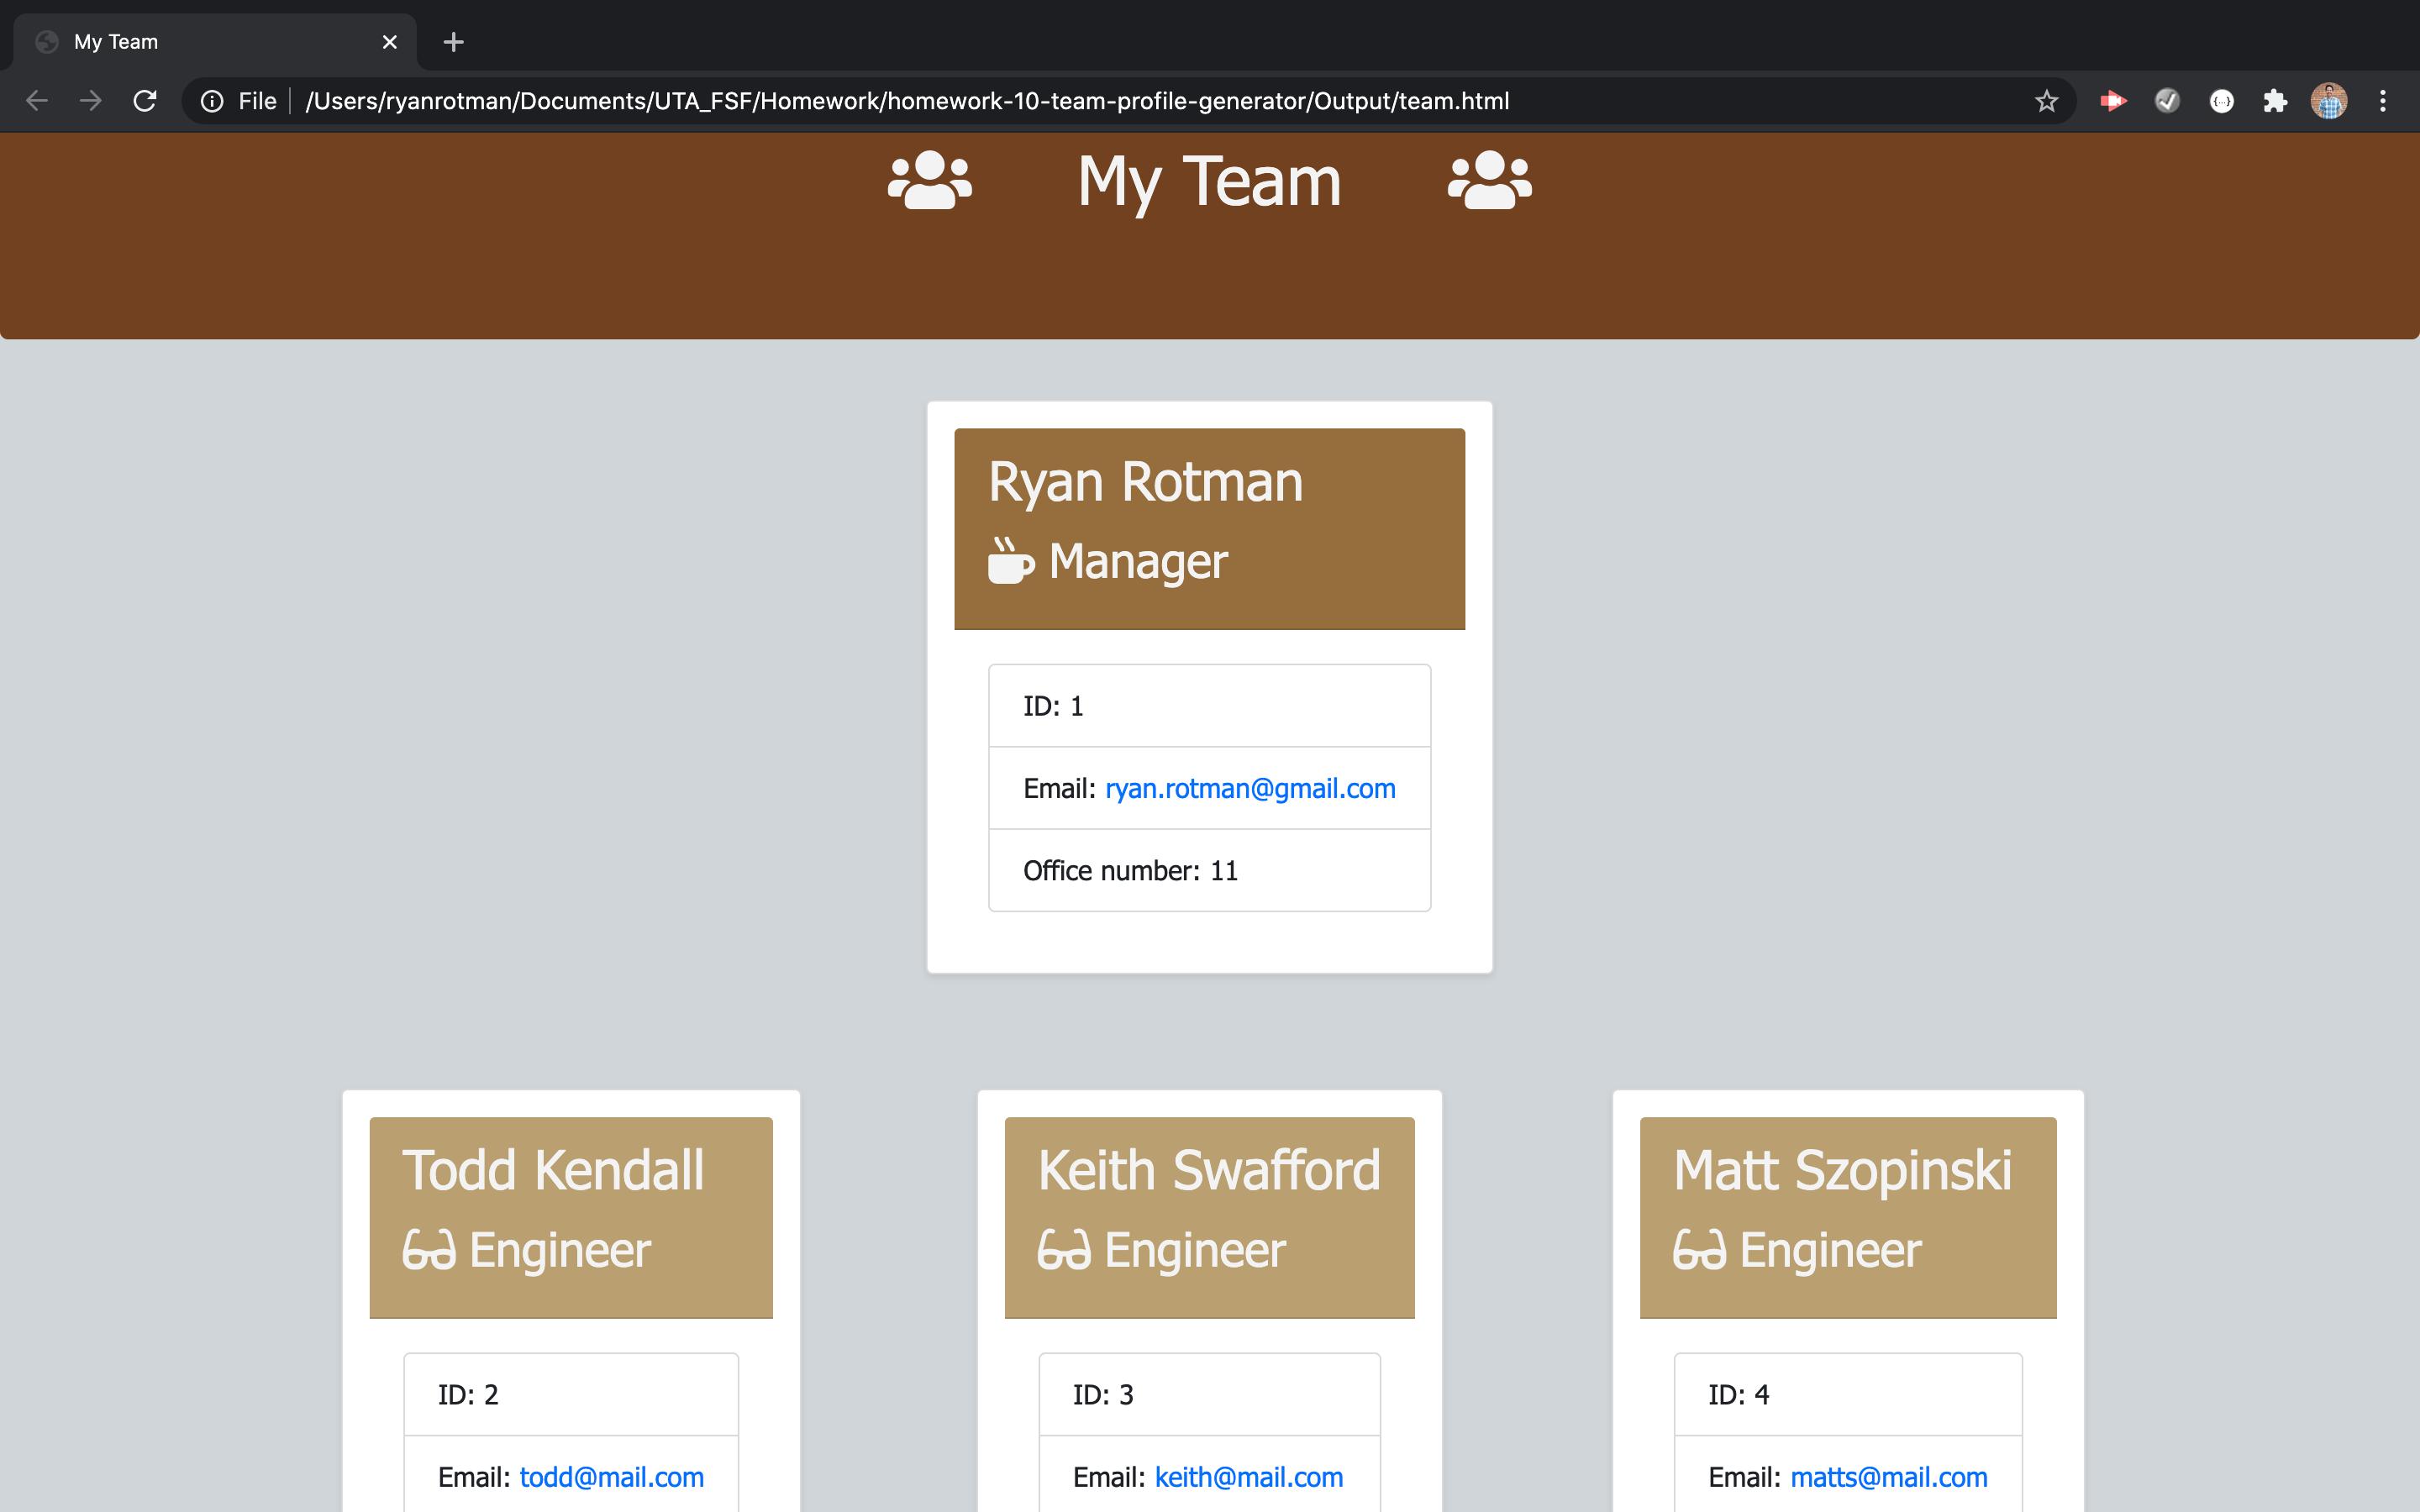 My Team
File /Users/ryanrotman/Documents/UTA_FSF/Homework/homework-10-team-profile-generator/Output/team.html
My Team
Ryan Rotman
Manager
ID: 1
Email: ryan.rotman@gmail.com
Office number: 11
Todd Kendall
Engineer
ID: 2
Email: todd@mail.com
Keith Swafford
Engineer
ID: 3
Email: keith@mail.com
Matt Szopinski
Engineer
ID: 4
Email: matts@mail.com